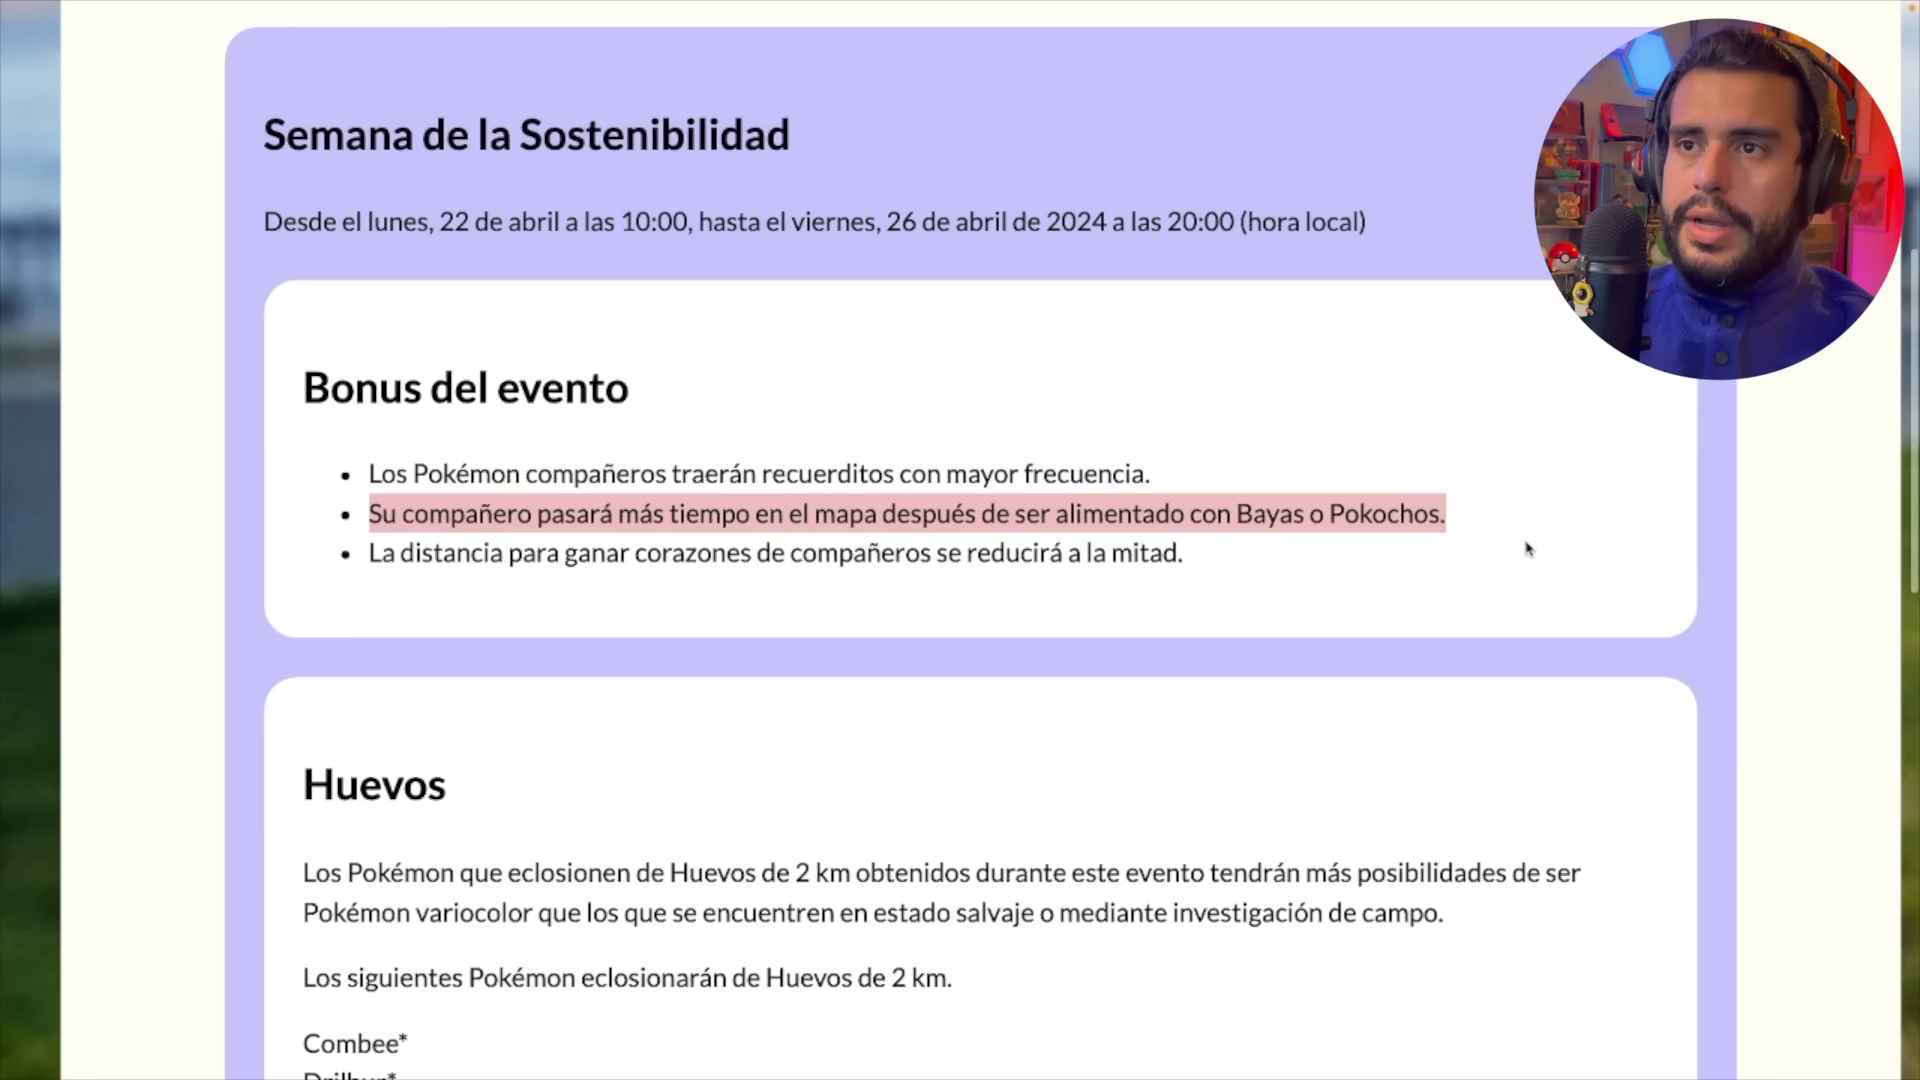 Semana de la Sostenibilidad
Desde el lunes, 22 de abril a las 10:00, hasta el viernes, 26 de abril de 2024 a las 20:00 (hora local)
Bonus del evento
• Los Pokémon compañeros traerán recuerditos con mayor frecuencia.
• Su compañero pasará más tiempo en el mapa después de ser alimentado con Bayas o Pokochos.
• La distancia para ganar corazones de compañeros se reducirá a la mitad.
Huevos
Los Pokémon que eclosionen de Huevos de 2 km obtenidos durante este evento tendrán más posibilidades de ser
Pokémon variocolor que los que se encuentren en estado salvaje o mediante investigación de campo.
Los siguientes Pokémon eclosionarán de Huevos de 2 km.
Combee*